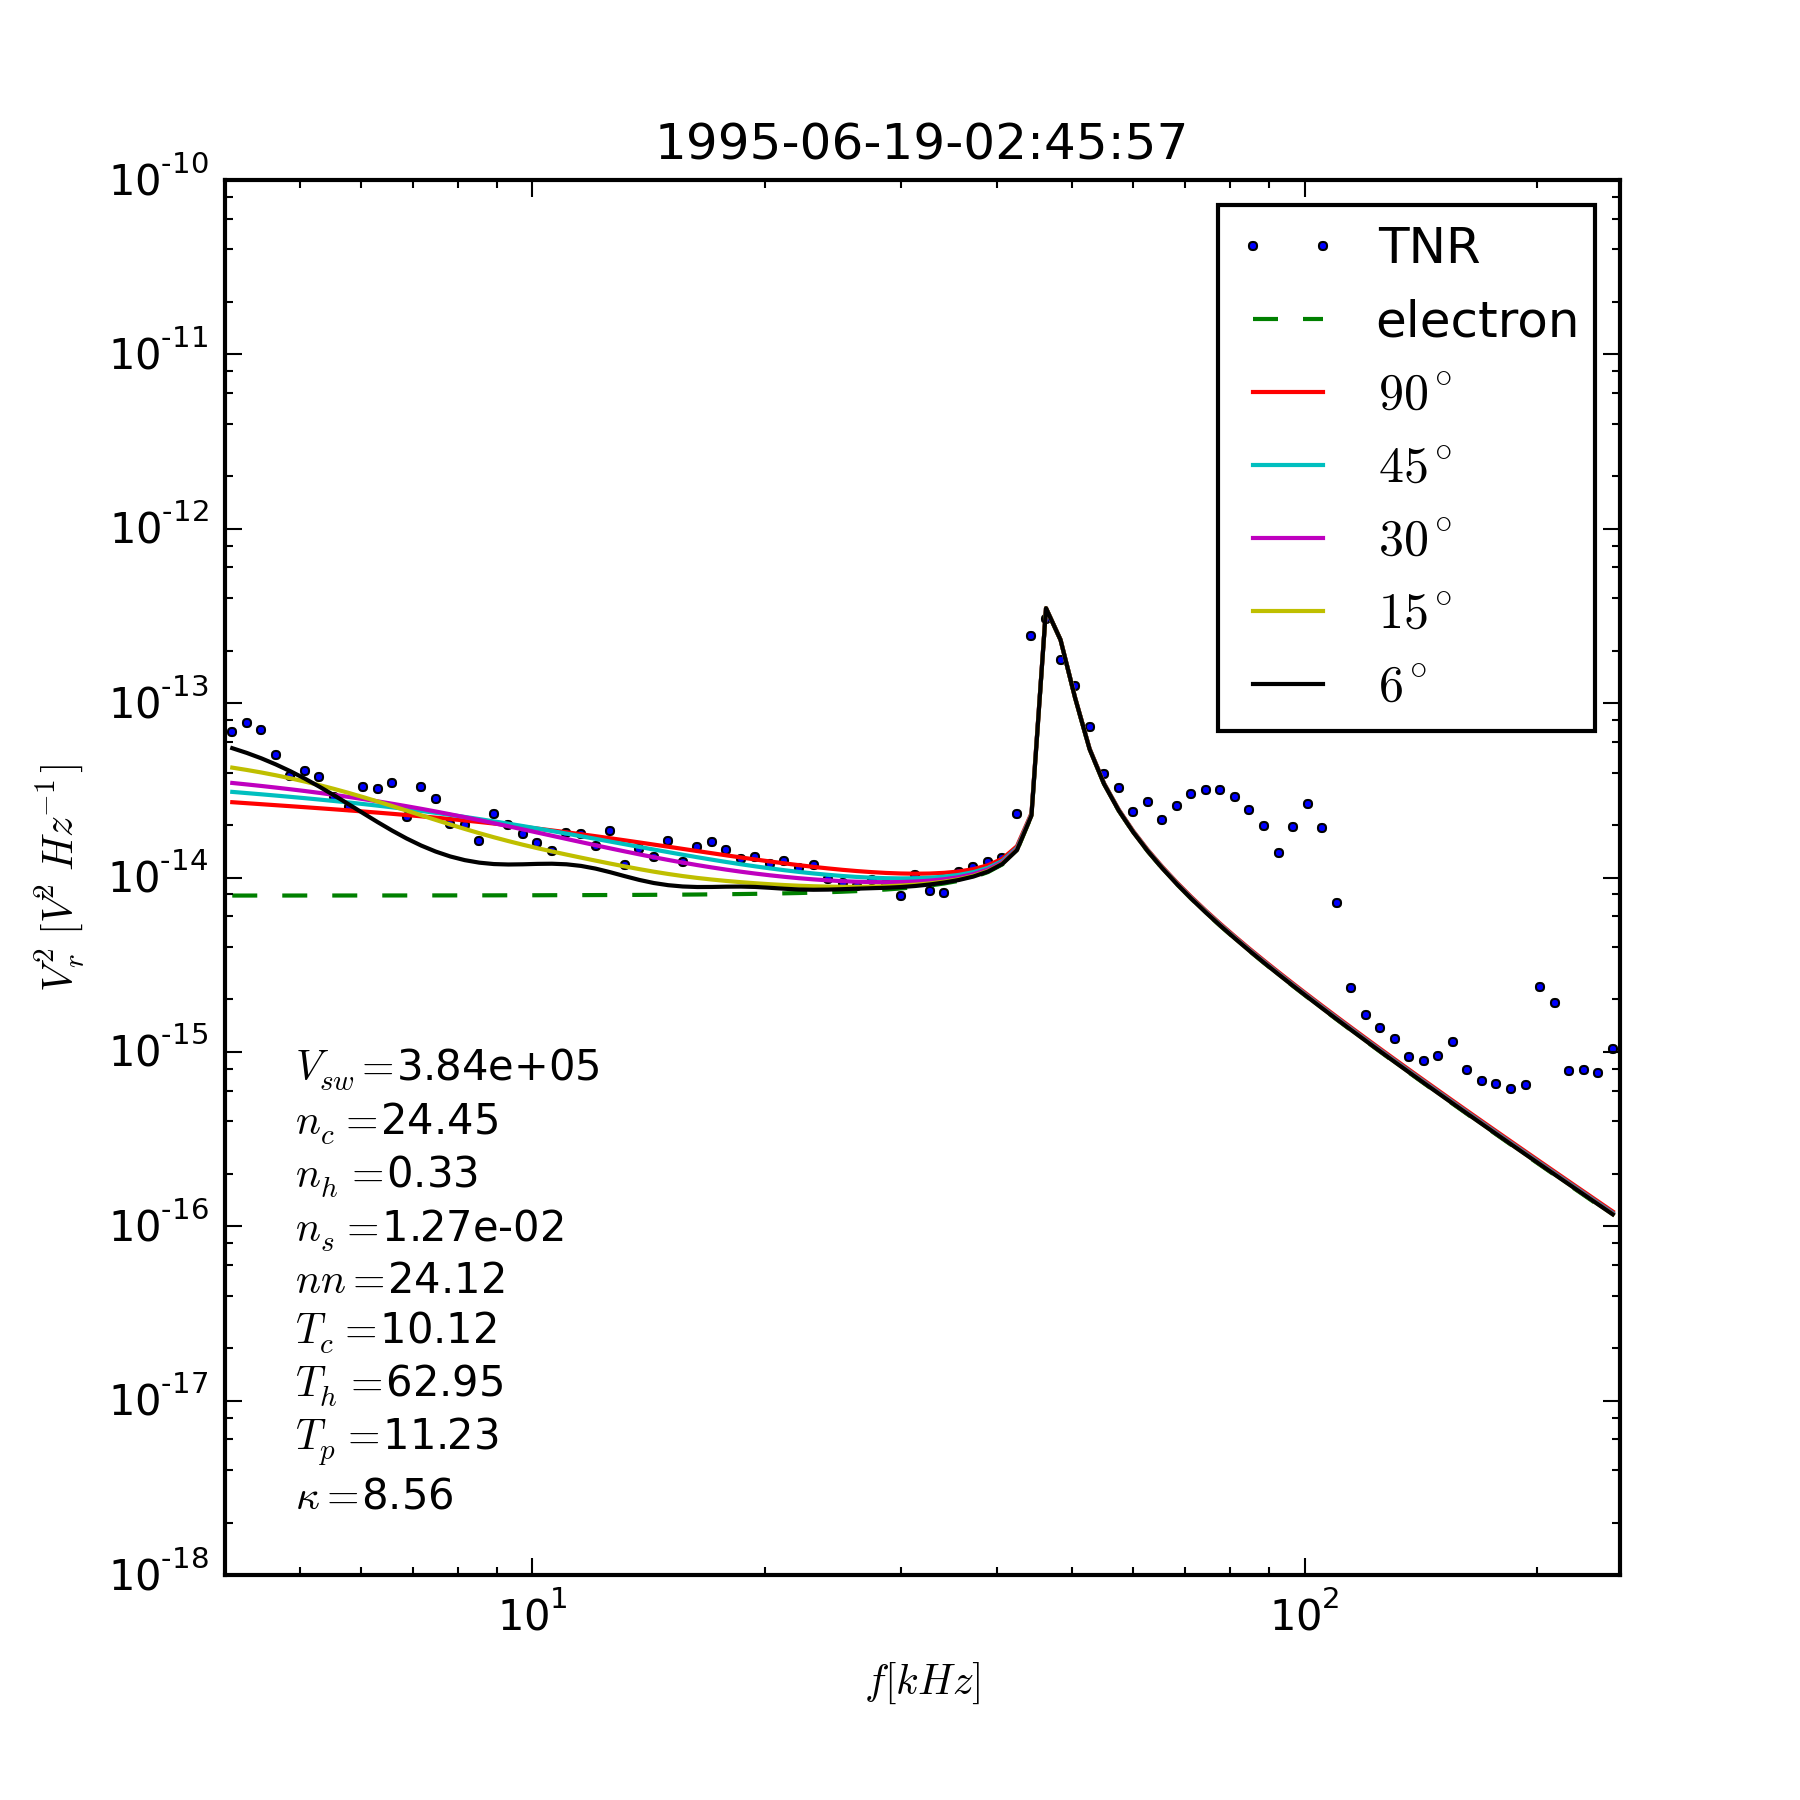 1995-06-19-02:45:57
10^-10
10^-11
10^-12
10^-13
10^-14
10^-15
10^-16
10^-17
10^-18
V_r^2 [V^2 Hz^−1]
TNR
electron
90°
45°
30°
15°
6°
V_sw =3.84e+05
n_c =24.45
n_h =0.33
n_s =1.27e-02
nn=24.12
T_c =10.12
T_h =62.95
T_p =11.23
κ=8.56
10^1
10^2
f[kHz]